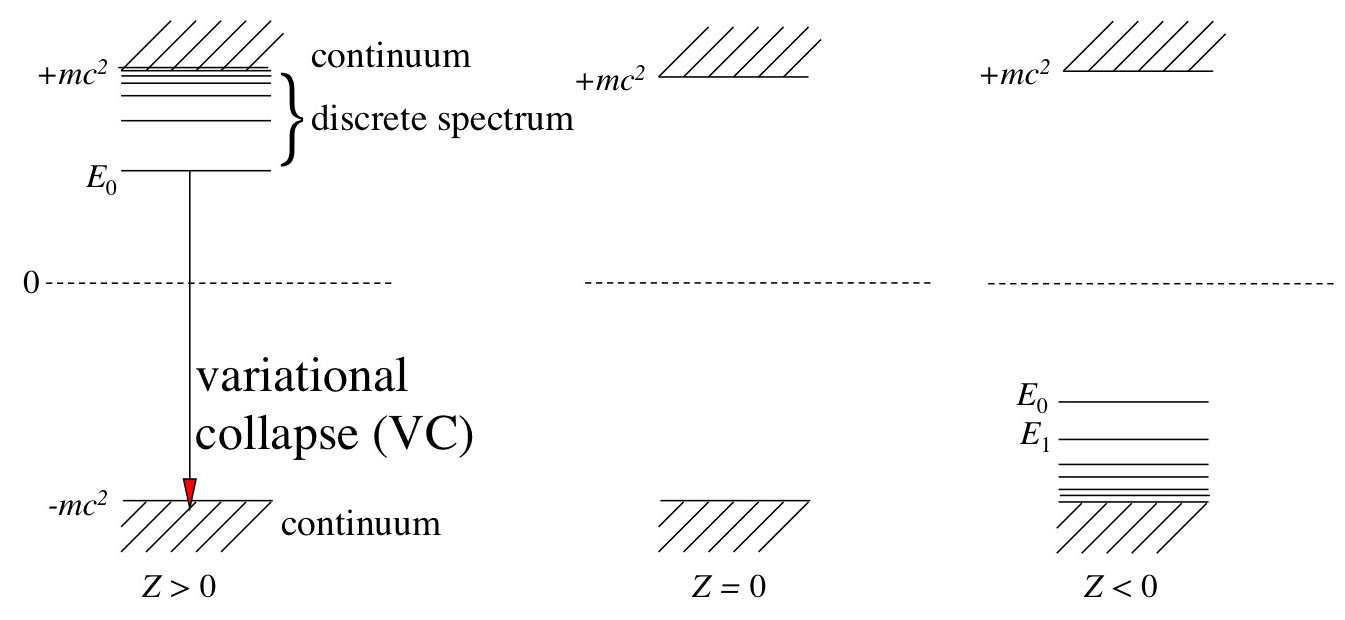 continuum
+mc²
discrete spectrum
E₀
0
variational
collapse (VC)
-mc²
continuum
Z > 0
+mc²
Z = 0
+mc²
E₀
E₁
Z < 0